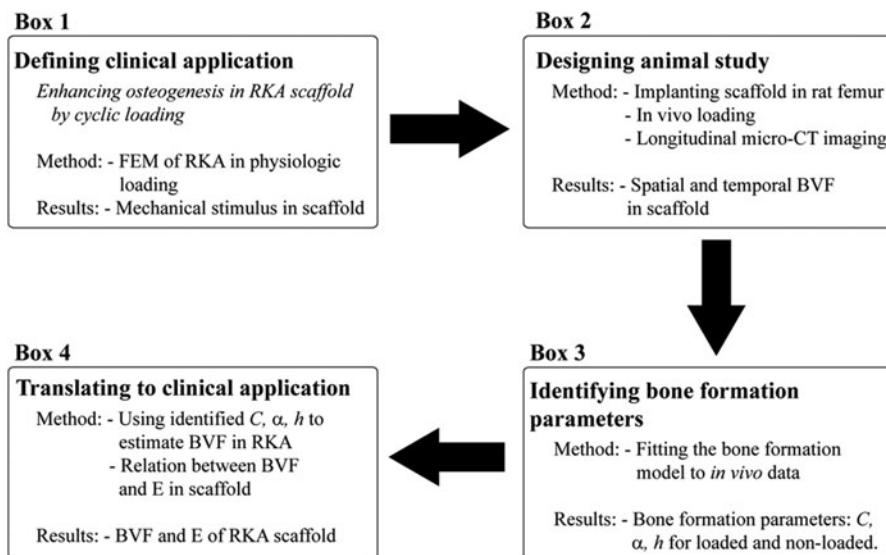 Box 1
Defining clinical application
Enhancing osteogenesis in RKA scaffold
by cyclic loading
Method: - FEM of RKA in physiologic
loading
Results: - Mechanical stimulus in scaffold
Box 2
Designing animal study
Method: - Implanting scaffold in rat femur
- In vivo loading
- Longitudinal micro-CT imaging
Results: - Spatial and temporal BVF
in scaffold
Box 3
Identifying bone formation
parameters
Method: - Fitting the bone formation
model to in vivo data
Results: - Bone formation parameters: C,
α, h for loaded and non-loaded.
Box 4
Translating to clinical application
Method: - Using identified C, α, h to
estimate BVF in RKA
- Relation between BVF
and E in scaffold
Results: - BVF and E of RKA scaffold